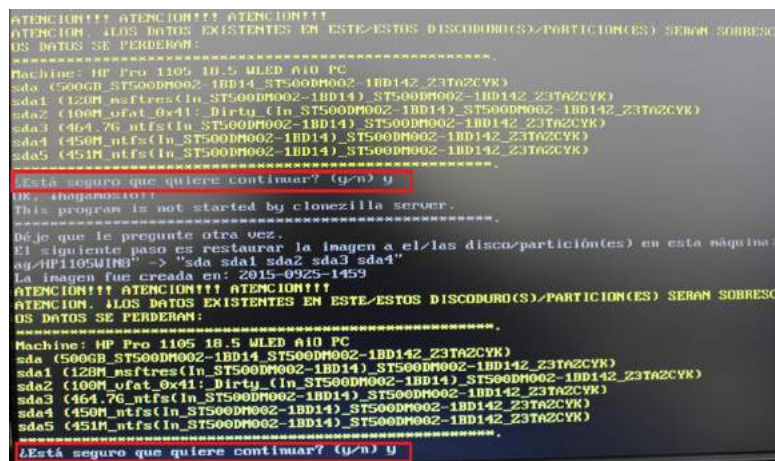 ATENCION!!! ATENCION!!! ATENCION!!!
ATENCION. ¡LOS DATOS EXISTENTES EN ESTE/ESTOS DISCODURO(S)/PARTICION(ES) SERAN SOBRESC
OS DATOS SE PERDERAN:
*******************************************************.
Machine: HP Pro 1105 18.5 WLED AiO PC
sda (500GB_ST500DM002-1BD14_ST500DM002-1BD142_Z3TAZCYK)
sda1 (128M_msftres(In_ST500DM002-1BD14)_ST500DM002-1BD142_Z3TAZCYK)
sda2 (100M_vfat_0x41:_Dirty_(In_ST500DM002-1BD14)_ST500DM002-1BD142_Z3TAZCYK)
sda3 (464.7G_ntfs(In_ST500DM002-1BD14)_ST500DM002-1BD142_Z3TAZCYK)
sda4 (450M_ntfs(In_ST500DM002-1BD14)_ST500DM002-1BD142_Z3TAZCYK)
sda5 (451M_ntfs(In_ST500DM002-1BD14)_ST500DM002-1BD142_Z3TAZCYK)
*******************************************************.
¿Está seguro que quiere continuar? (y/n) y
OK, ¡hagámoslo!!
This program is not started by clonezilla server.
*******************************************************.
Déje que le pregunte otra vez.
El siguiente paso es restaurar la imagen a el/las disco/partición(es) en esta máquina:
ag/HP1105WIN8" -> "sda sda1 sda2 sda3 sda4"
La imagen fue creada en: 2015-0925-1459
ATENCION!!! ATENCION!!! ATENCION!!!
ATENCION. ¡LOS DATOS EXISTENTES EN ESTE/ESTOS DISCODURO(S)/PARTICION(ES) SERAN SOBRESC
OS DATOS SE PERDERAN:
*******************************************************.
Machine: HP Pro 1105 18.5 WLED AiO PC
sda (500GB_ST500DM002-1BD14_ST500DM002-1BD142_Z3TAZCYK)
sda1 (128M_msftres(In_ST500DM002-1BD14)_ST500DM002-1BD142_Z3TAZCYK)
sda2 (100M_vfat_0x41:_Dirty_(In_ST500DM002-1BD14)_ST500DM002-1BD142_Z3TAZCYK)
sda3 (464.7G_ntfs(In_ST500DM002-1BD14)_ST500DM002-1BD142_Z3TAZCYK)
sda4 (450M_ntfs(In_ST500DM002-1BD14)_ST500DM002-1BD142_Z3TAZCYK)
sda5 (451M_ntfs(In_ST500DM002-1BD14)_ST500DM002-1BD142_Z3TAZCYK)
*******************************************************.
¿Está seguro que quiere continuar? (y/n) y